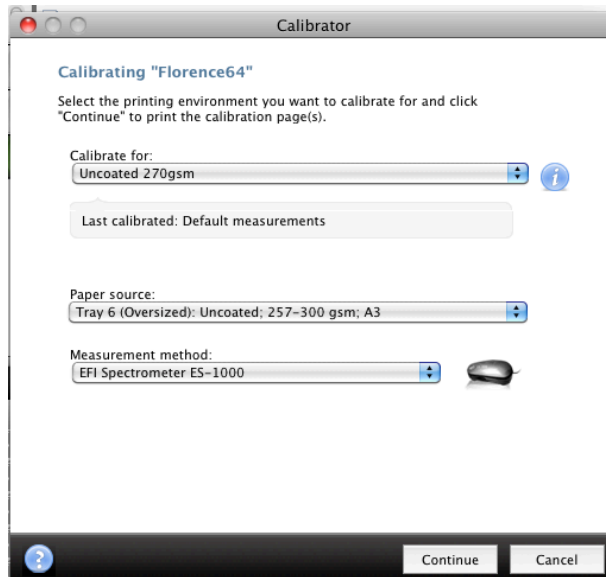 Calibrator
Calibrating "Florence64"
Select the printing environment you want to calibrate for and click
"Continue" to print the calibration page(s).
Calibrate for:
Uncoated 270gsm
Last calibrated: Default measurements
Paper source:
Tray 6 (Oversized): Uncoated; 257-300 gsm; A3
Measurement method:
EFI Spectrometer ES-1000
Continue
Cancel